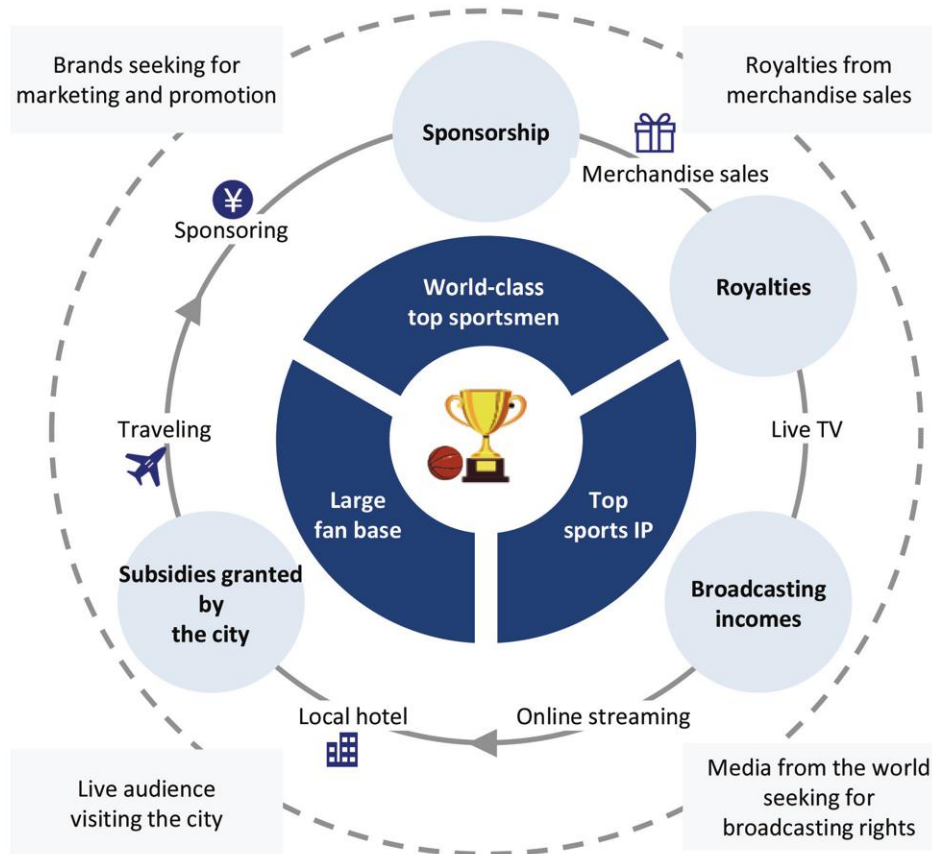 Brands seeking for
marketing and promotion
Royalties from
merchandise sales
Sponsorship
Merchandise sales
¥
Sponsoring
World-class
top sportsmen
Royalties
Traveling
Live TV
Large
fan base
Top
sports IP
Subsidies granted
by
the city
Broadcasting
incomes
Local hotel
Online streaming
Live audience
visiting the city
Media from the world
seeking for
broadcasting rights